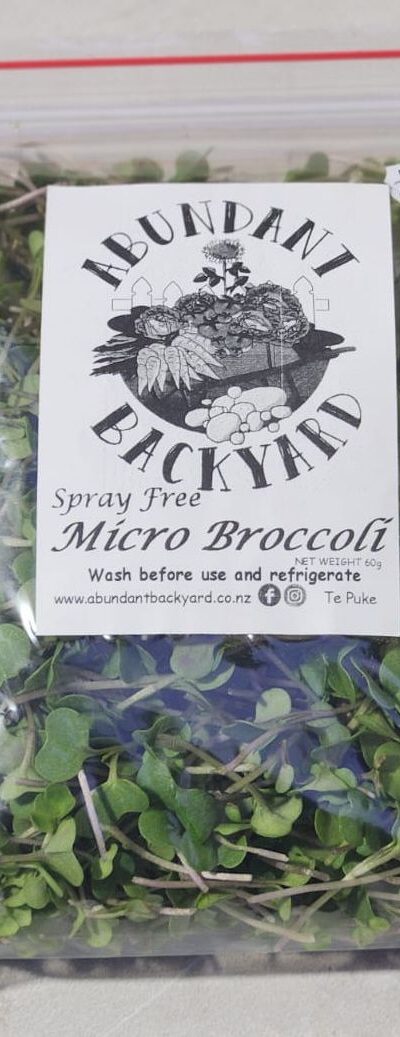 ABUNDANT
BACKYARD
Spray Free
Micro Broccoli
NET WEIGHT 60g
Wash before use and refrigerate
www.abundantbackyard.co.nz Te Puke